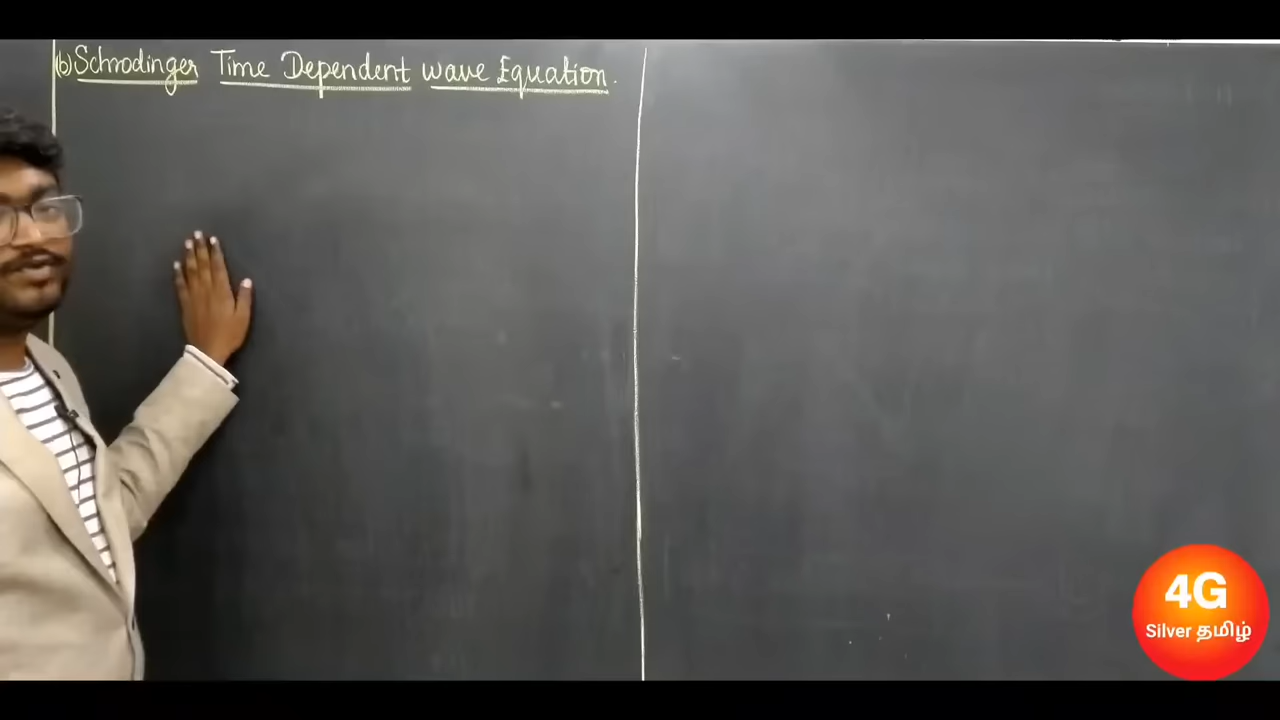 (b) Schrodinger Time Dependent wave Equation.
4G
Silver தமிழ்